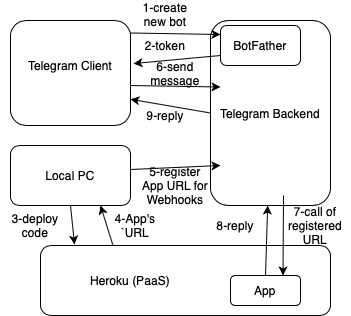 1-create
new bot
BotFather
2-token
Telegram Client
6-send
message
9-reply
Telegram Backend
Local PC
5-register
App URL for
Webhooks
3-deploy
code
4-App's
`URL
8-reply
7-call of
registered
URL
Heroku (PaaS)
App